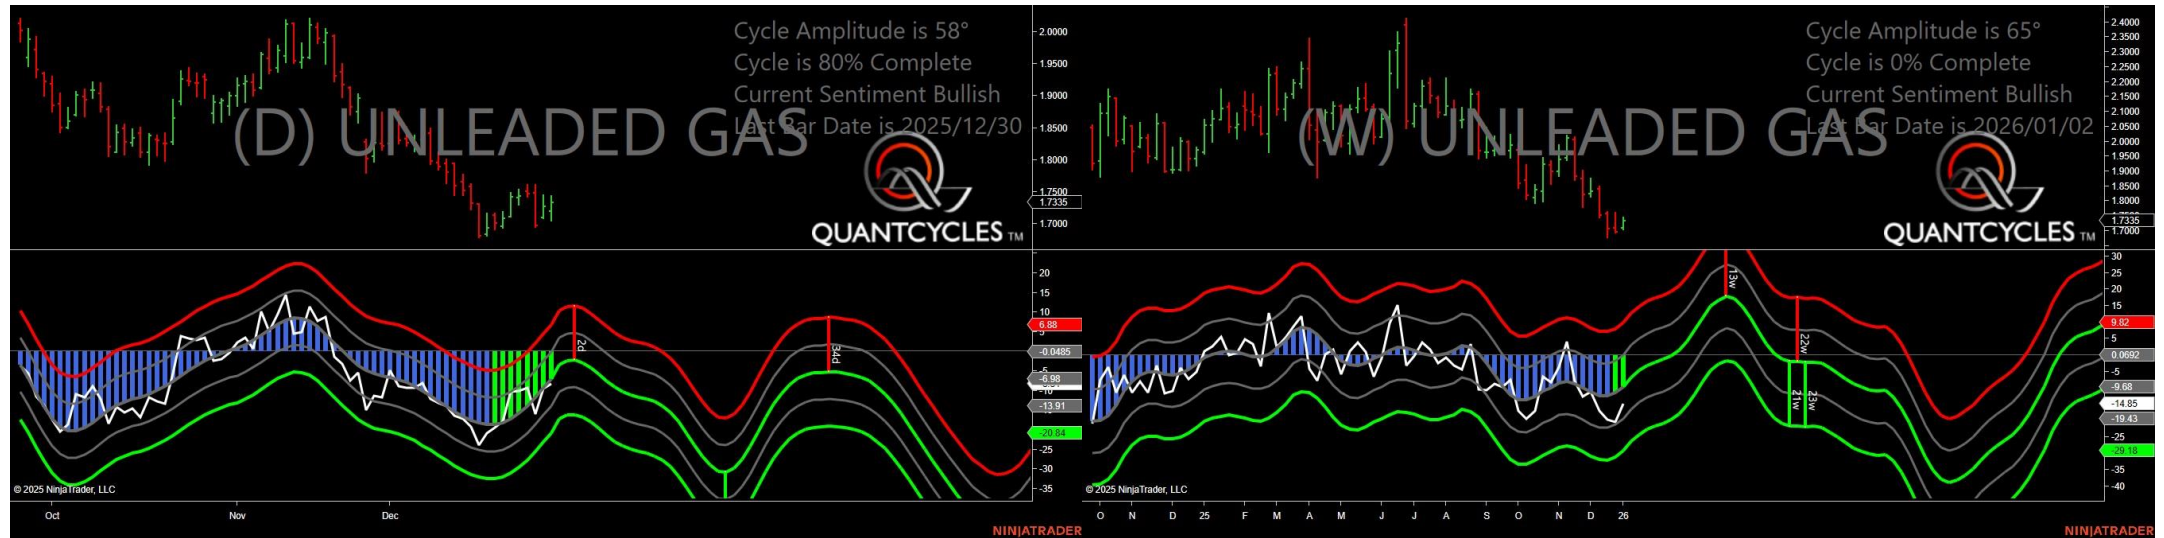 Cycle Amplitude is 58°
Cycle is 80% Complete
Current Sentiment Bullish
Last Bar Date is 2025/12/30
(D) UNLEADED GAS
QUANTCYCLES TM
2.0000
1.9500
1.9000
1.8500
1.8000
1.7500
1.7335
1.7000
20
15
10
6.88
5
-0.0485
-5
-6.98
-10
-13.91
-20.84
-25
-30
-35
2d
34d
© 2025 NinjaTrader, LLC
Oct Nov Dec
NINJATRADER
Cycle Amplitude is 65°
Cycle is 0% Complete
Current Sentiment Bullish
Last Bar Date is 2026/01/02
(W) UNLEADED GAS
QUANTCYCLES TM
2.4000
2.3500
2.3000
2.2500
2.2000
2.1500
2.1000
2.0500
2.0000
1.9500
1.9000
1.8500
1.8000
1.7335
1.7000
30
25
20
15
9.82
0.0692
-5
-9.68
-14.85
-19.43
-25
-29.18
-35
-40
13w
22w
21w
23w
© 2025 NinjaTrader, LLC
O N D 25 F M A M J J A S O N D 26
NINJATRADER